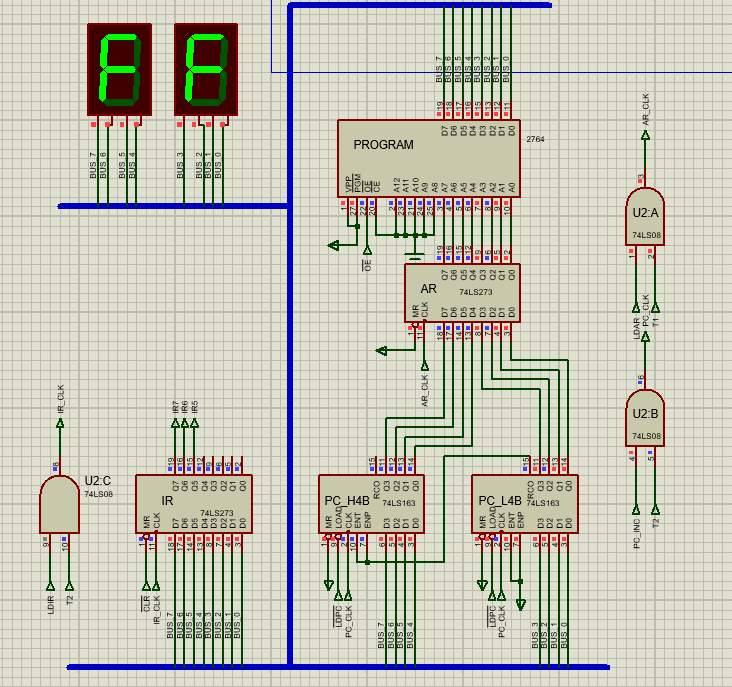 BUS_7 BUS_6 BUS_5 BUS_4 BUS_3 BUS_2 BUS_1 BUS_0
19 18 17 16 15 13 12 11
D7 D6 D5 D4 D3 D2 D1 D0
PROGRAM
2764
VPP PGM OE CE A12 A11 A10 A9 A8 A7 A6 A5 A4 A3 A2 A1 A0
1 27 22 20 2 23 21 24 25 3 4 5 6 7 8 9 10
OE
BUS_7 BUS_6 BUS_5 BUS_4 BUS_3 BUS_2 BUS_1 BUS_0
AR_CLK
3
U2:A
74LS08
1 2
LDAR T1
19 16 15 12 9 6 5 2
Q7 Q6 Q5 Q4 Q3 Q2 Q1 Q0
AR
74LS273
MR CLK D7 D6 D5 D4 D3 D2 D1 D0
1 11 18 17 14 13 8 7 4 3
AR_CLK
PC_CLK
6
U2:B
74LS08
4 5
PC_INC T2
IR_CLK
8
U2:C
74LS08
9 10
LDIR T2
IR7 IR6 IR5
19 16 15 12 9 6 5 2
Q7 Q6 Q5 Q4 Q3 Q2 Q1 Q0
IR
74LS273
MR CLK D7 D6 D5 D4 D3 D2 D1 D0
1 11 18 17 14 13 8 7 4 3
CLR IR_CLK
BUS_7 BUS_6 BUS_5 BUS_4 BUS_3 BUS_2 BUS_1 BUS_0
15 11 12 13 14
RCO Q3 Q2 Q1 Q0
PC_H4B
74LS163
MR LOAD CLK ENT ENP D3 D2 D1 D0
1 9 2 10 7 6 5 4 3
LDPC PC_CLK
BUS_7 BUS_6 BUS_5 BUS_4
15 11 12 13 14
RCO Q3 Q2 Q1 Q0
PC_L4B
74LS163
MR LOAD CLK ENT ENP D3 D2 D1 D0
1 9 2 10 7 6 5 4 3
LDPC PC_CLK
BUS_3 BUS_2 BUS_1 BUS_0